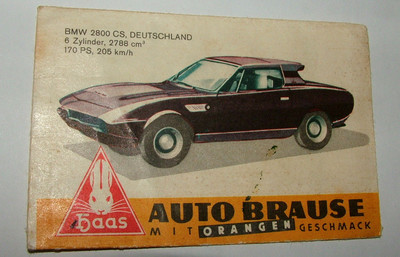 BMW 2800 CS, DEUTSCHLAND
6 Zylinder, 2788 cm³
170 PS, 205 km/h
Haas
AUTO BRAUSE
MIT ORANGEN GESCHMACK